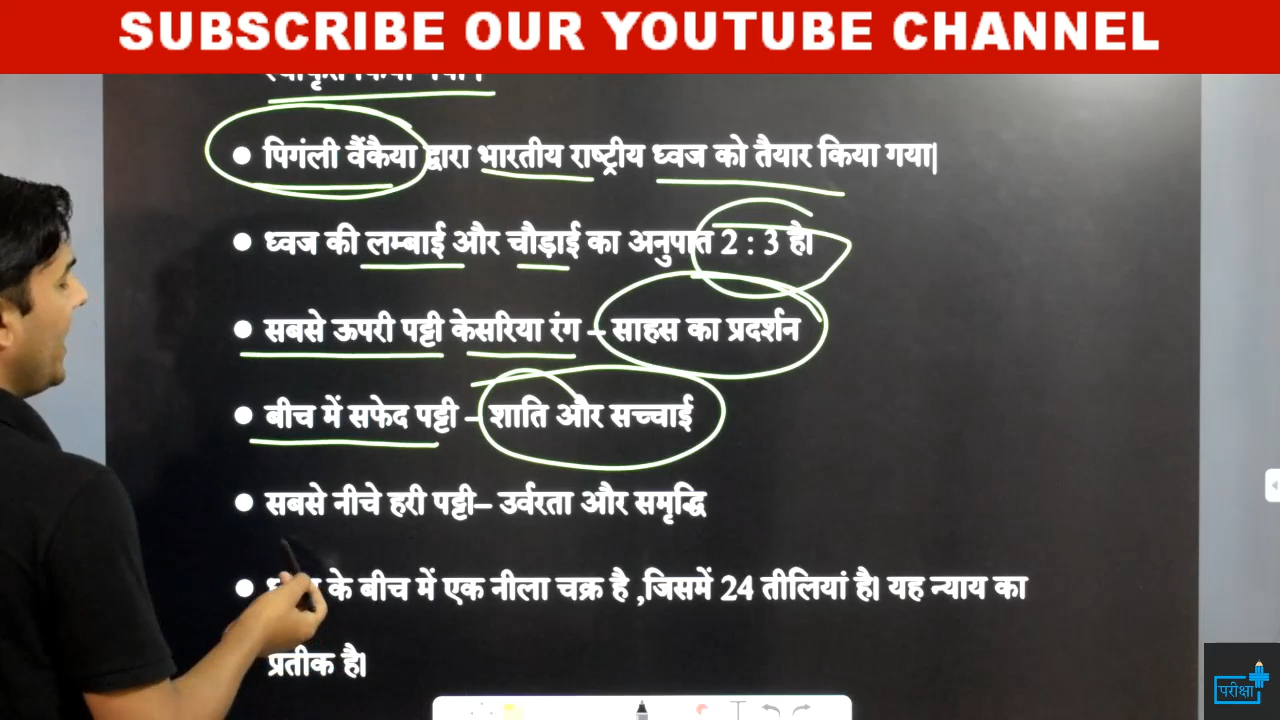 SUBSCRIBE OUR YOUTUBE CHANNEL
● पिगंली वैंकैया द्वारा भारतीय राष्ट्रीय ध्वज को तैयार किया गया|
● ध्वज की लम्बाई और चौड़ाई का अनुपात 2 : 3 है।
● सबसे ऊपरी पट्टी केसरिया रंग – साहस का प्रदर्शन
● बीच में सफेद पट्टी – शाति और सच्चाई
● सबसे नीचे हरी पट्टी– उर्वरता और समृद्धि
● के बीच में एक नीला चक्र है ,जिसमें 24 तीलियां है। यह न्याय का
प्रतीक है।
परीक्षा